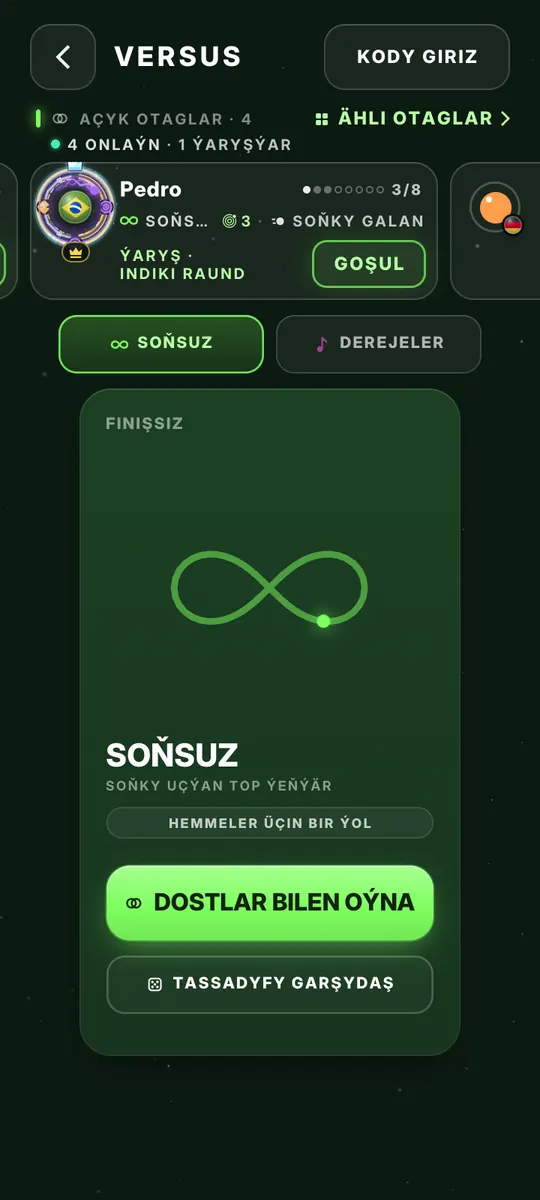 VERSUS
KODY GIRIZ
AÇYK OTAGLAR · 4
ÄHLI OTAGLAR
4 ONLAÝN · 1 ÝARYŞÝAR
Pedro
3/8
SOŇS… 3 · SOŇKY GALAN
ÝARYŞ ·
INDIKI RAUND
GOŞUL
SOŇSUZ
DEREJELER
FINIŞSIZ
SOŇSUZ
SOŇKY UÇÝAN TOP ÝEŇÝÄR
HEMMELER ÜÇIN BIR ÝOL
DOSTLAR BILEN OÝNA
TASSADYFY GARŞYDAŞ